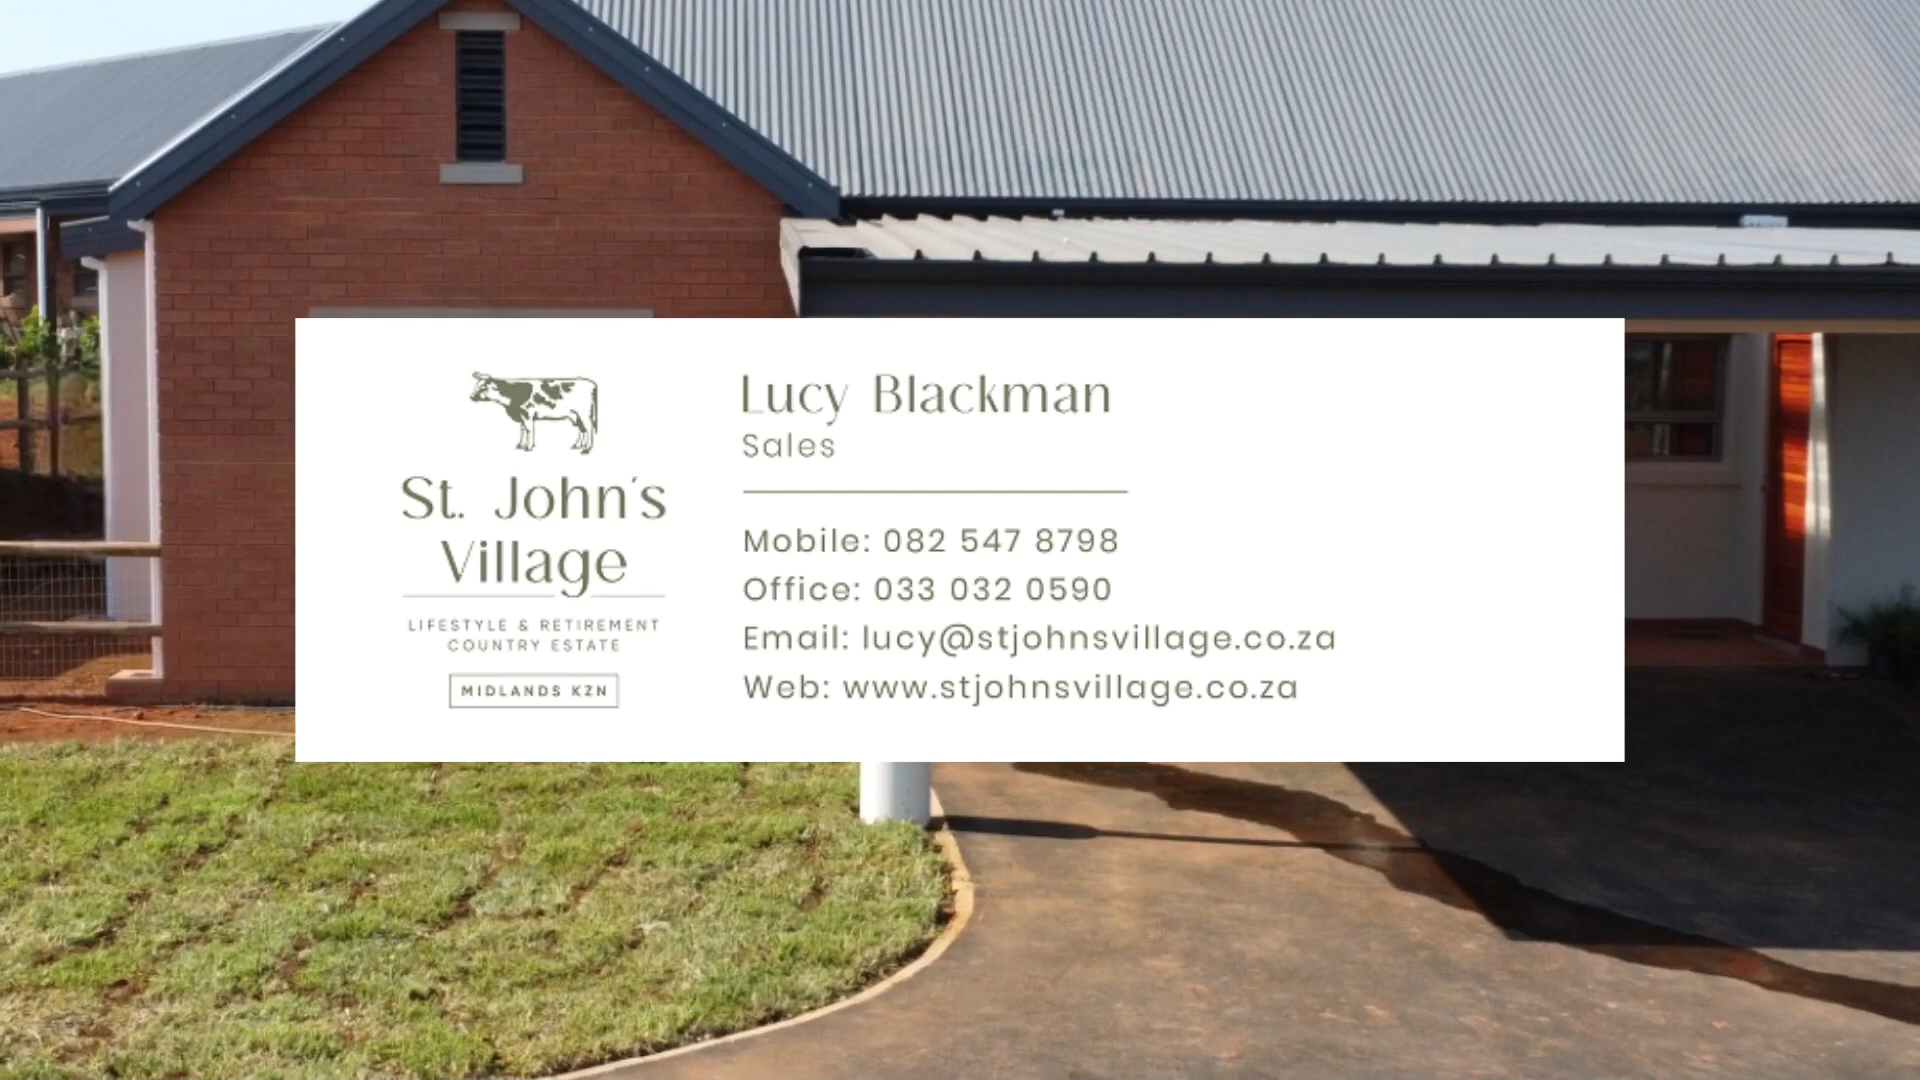 St. John's
Village
LIFESTYLE & RETIREMENT
COUNTRY ESTATE
MIDLANDS KZN
Lucy Blackman
Sales
Mobile: 082 547 8798
Office: 033 032 0590
Email: lucy@stjohnsvillage.co.za
Web: www.stjohnsvillage.co.za